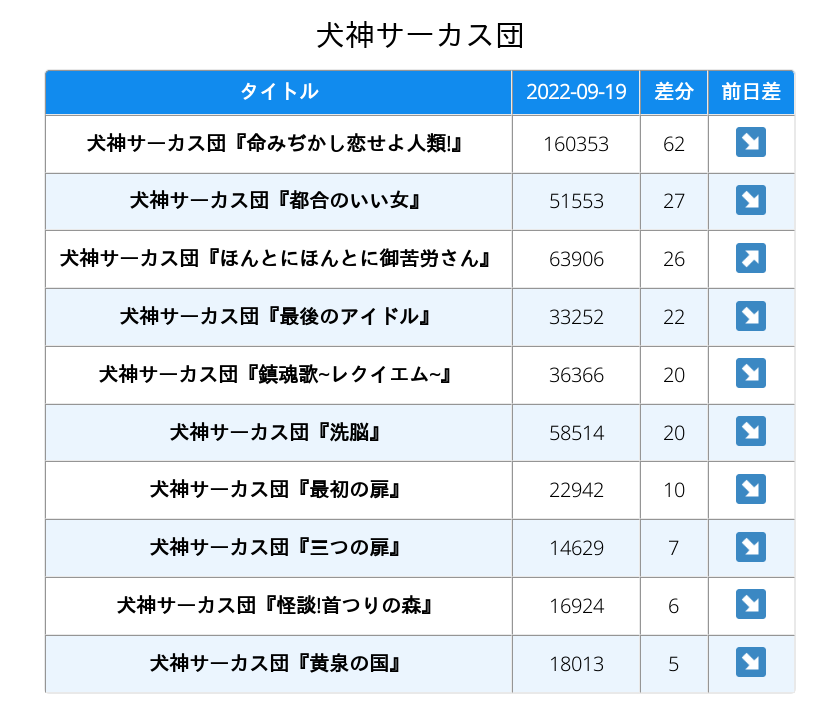 犬神サーカス団
タイトル 2022-09-19 差分 前日差
犬神サーカス団『命みぢかし恋せよ人類!』 160353 62 ↘
犬神サーカス団『都合のいい女』 51553 27 ↘
犬神サーカス団『ほんとにほんとに御苦労さん』 63906 26 ↗
犬神サーカス団『最後のアイドル』 33252 22 ↘
犬神サーカス団『鎮魂歌~レクイエム~』 36366 20 ↘
犬神サーカス団『洗脳』 58514 20 ↘
犬神サーカス団『最初の扉』 22942 10 ↘
犬神サーカス団『三つの扉』 14629 7 ↘
犬神サーカス団『怪談!首つりの森』 16924 6 ↘
犬神サーカス団『黄泉の国』 18013 5 ↘